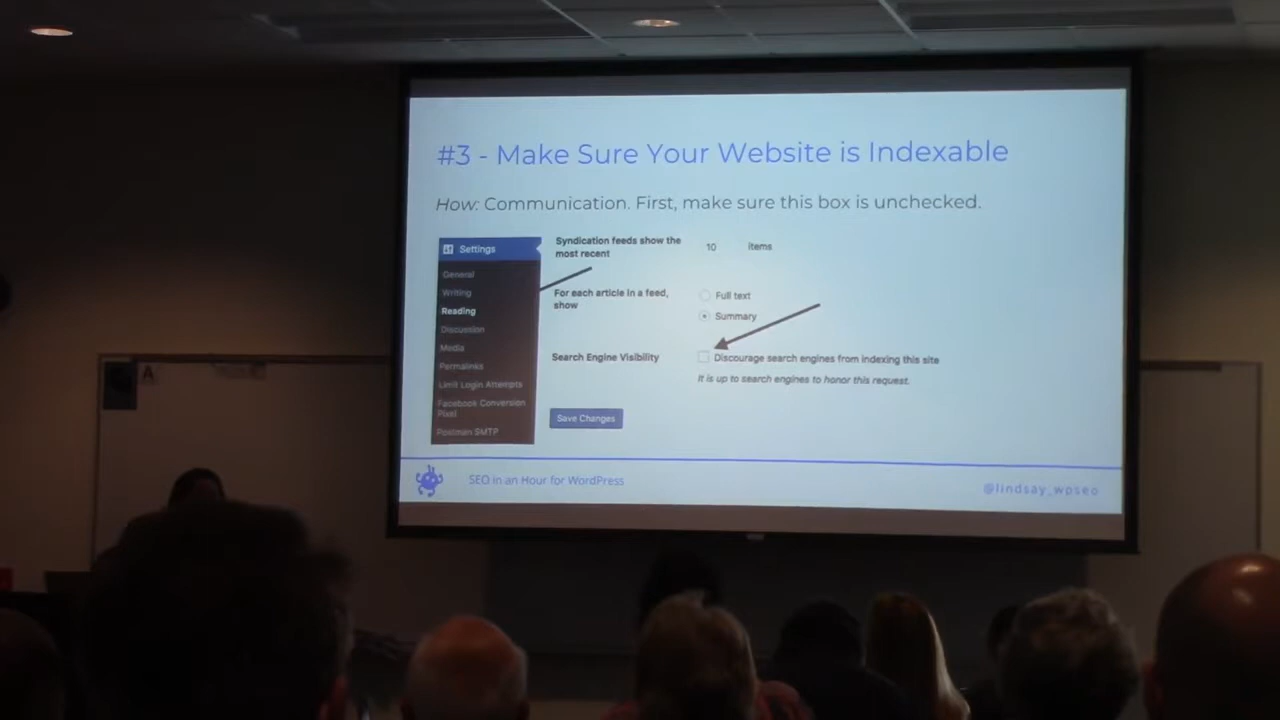 #3 - Make Sure Your Website is Indexable
How: Communication. First, make sure this box is unchecked.
Settings
General
Writing
Reading
Discussion
Media
Permalinks
Limit Login Attempts
Facebook Conversion
Pixel
Postman SMTP
Syndication feeds show the
most recent
10 items
For each article in a feed,
show
Full text
Summary
Search Engine Visibility
Discourage search engines from indexing this site
It is up to search engines to honor this request.
Save Changes
SEO in an Hour for WordPress
@lindsay_wpseo
A